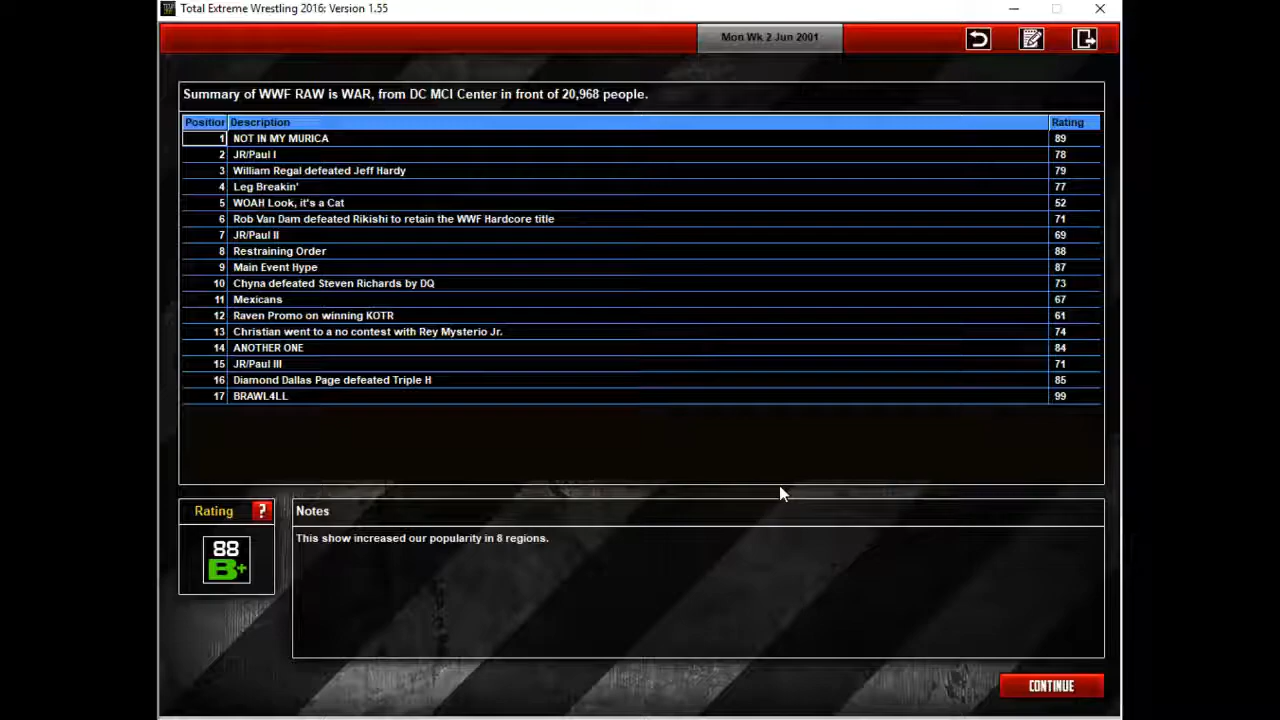 Total Extreme Wrestling 2016: Version 1.55
Mon Wk 2 Jun 2001
Summary of WWF RAW is WAR, from DC MCI Center in front of 20,968 people.
Position Description Rating
1 NOT IN MY MURICA 89
2 JR/Paul I 78
3 William Regal defeated Jeff Hardy 79
4 Leg Breakin' 77
5 WOAH Look, it's a Cat 52
6 Rob Van Dam defeated Rikishi to retain the WWF Hardcore title 71
7 JR/Paul II 69
8 Restraining Order 88
9 Main Event Hype 87
10 Chyna defeated Steven Richards by DQ 73
11 Mexicans 67
12 Raven Promo on winning KOTR 61
13 Christian went to a no contest with Rey Mysterio Jr. 74
14 ANOTHER ONE 84
15 JR/Paul III 71
16 Diamond Dallas Page defeated Triple H 85
17 BRAWL4LL 99
Rating ?
88
B+
Notes
This show increased our popularity in 8 regions.
CONTINUE